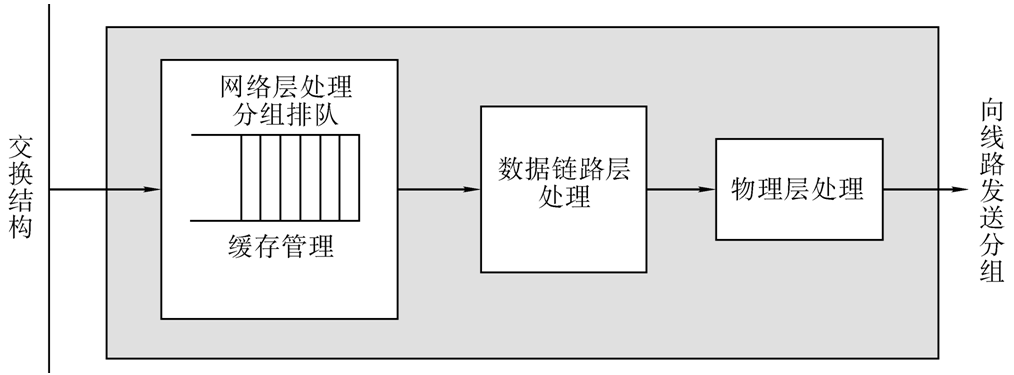 交换结构
网络层处理
分组排队
缓存管理
数据链路层
处理
物理层处理
向线路发送分组